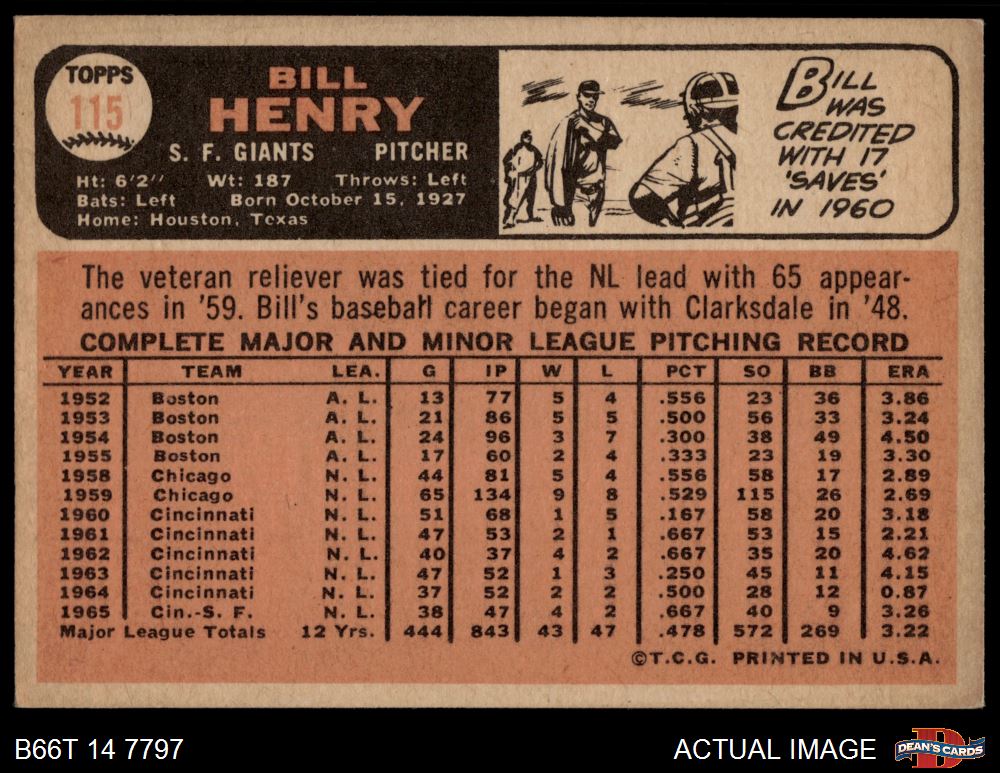 TOPPS
115
BILL
HENRY
S. F. GIANTS PITCHER
Ht: 6'2" Wt: 187 Throws: Left
Bats: Left Born October 15, 1927
Home: Houston, Texas
BILL
WAS
CREDITED
WITH 17
'SAVES'
IN 1960
The veteran reliever was tied for the NL lead with 65 appear-
ances in '59. Bill's baseball career began with Clarksdale in '48.
COMPLETE MAJOR AND MINOR LEAGUE PITCHING RECORD
YEAR TEAM LEA. G IP W L PCT SO BB ERA
1952 Boston A. L. 13 77 5 4 .556 23 36 3.86
1953 Boston A. L. 21 86 5 5 .500 56 33 3.24
1954 Boston A. L. 24 96 3 7 .300 38 49 4.50
1955 Boston A. L. 17 60 2 4 .333 23 19 3.30
1958 Chicago N. L. 44 81 5 4 .556 58 17 2.89
1959 Chicago N. L. 65 134 9 8 .529 115 26 2.69
1960 Cincinnati N. L. 51 68 1 5 .167 58 20 3.18
1961 Cincinnati N. L. 47 53 2 1 .667 53 15 2.21
1962 Cincinnati N. L. 40 37 4 2 .667 35 20 4.62
1963 Cincinnati N. L. 47 52 1 3 .250 45 11 4.15
1964 Cincinnati N. L. 37 52 2 2 .500 28 12 0.87
1965 Cin.-S. F. N. L. 38 47 4 2 .667 40 9 3.26
Major League Totals 12 Yrs. 444 843 43 47 .478 572 269 3.22
©T.C.G. PRINTED IN U.S.A.
B66T 14 7797
ACTUAL IMAGE
D
DEAN'S CARDS